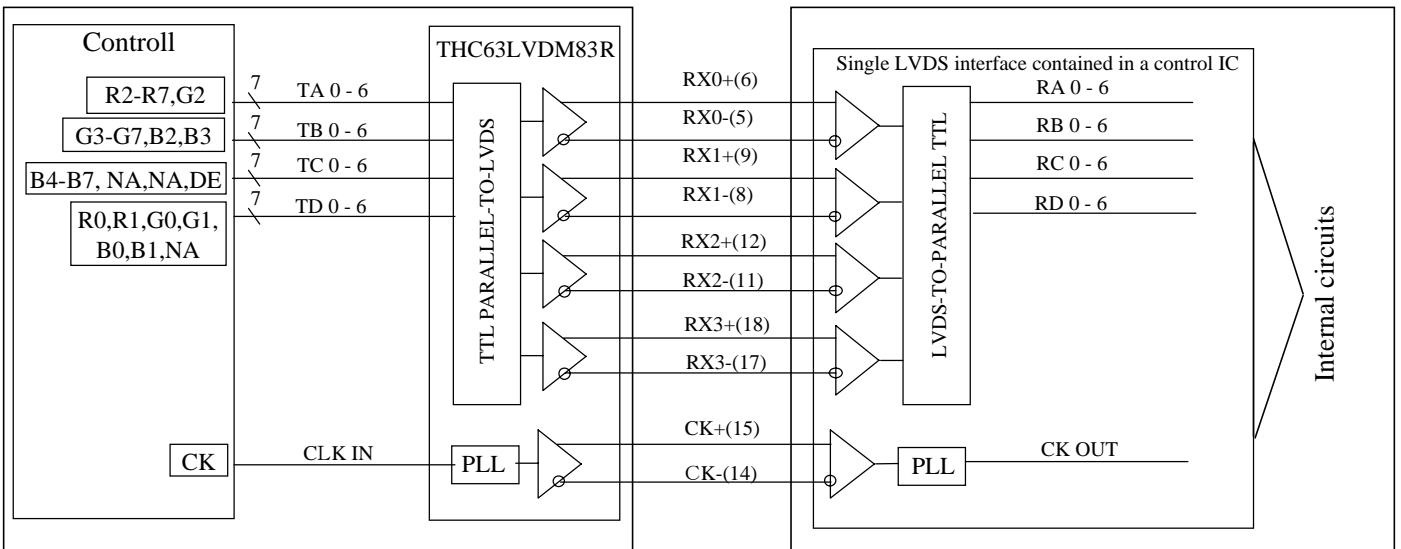 Controll
R2-R7,G2
G3-G7,B2,B3
B4-B7, NA,NA,DE
R0,R1,G0,G1,
B0,B1,NA
CK
7
TA 0 - 6
7
TB 0 - 6
7
TC 0 - 6
7
TD 0 - 6
CLK IN
THC63LVDM83R
TTL PARALLEL-TO-LVDS
PLL
RX0+(6)
RX0-(5)
RX1+(9)
RX1-(8)
RX2+(12)
RX2-(11)
RX3+(18)
RX3-(17)
CK+(15)
CK-(14)
Single LVDS interface contained in a control IC
LVDS-TO-PARALLEL TTL
PLL
RA 0 - 6
RB 0 - 6
RC 0 - 6
RD 0 - 6
CK OUT
Internal circuits